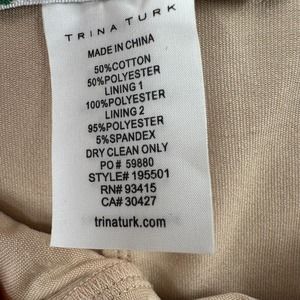 TRINA TURK
MADE IN CHINA
50%COTTON
50%POLYESTER
LINING 1
100%POLYESTER
LINING 2
95%POLYESTER
5%SPANDEX
DRY CLEAN ONLY
PO# 59880
STYLE# 195501
RN# 93415
CA# 30427
trinaturk.com